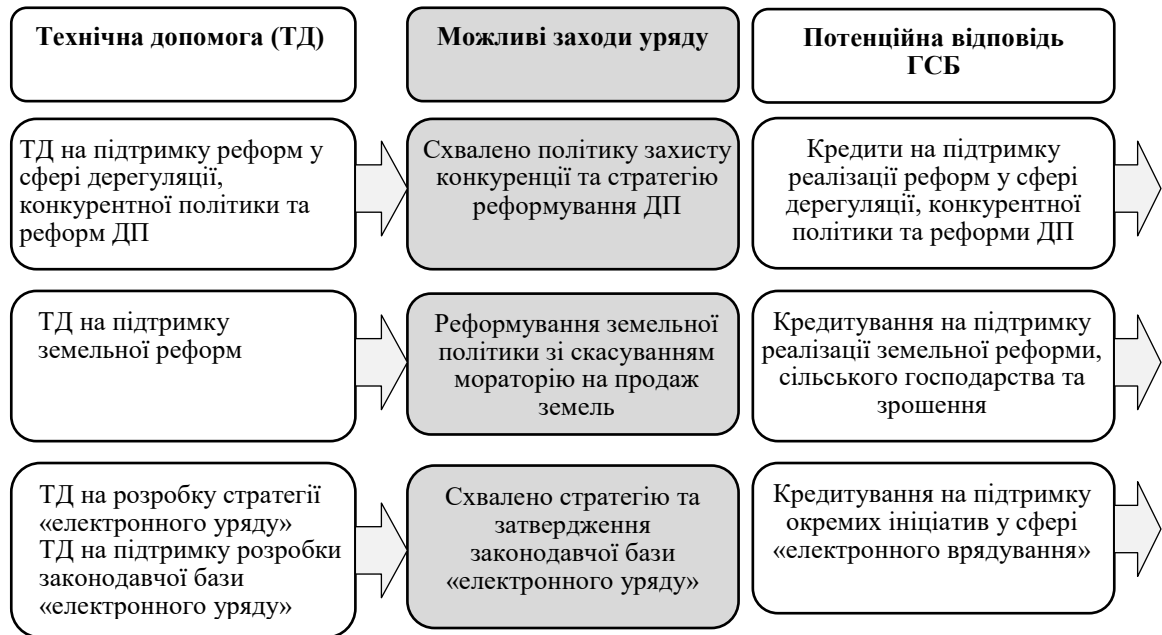 Технічна допомога (ТД)
Можливі заходи уряду
Потенційна відповідь
ГСБ
ТД на підтримку реформ у
сфері дерегуляції,
конкурентної політики та
реформ ДП
Схвалено політику захисту
конкуренції та стратегію
реформування ДП
Кредити на підтримку
реалізації реформ у сфері
дерегуляції, конкурентної
політики та реформи ДП
ТД на підтримку
земельної реформ
Реформування земельної
політики зі скасуванням
мораторію на продаж
земель
Кредитування на підтримку
реалізації земельної реформи,
сільського господарства та
зрошення
ТД на розробку стратегії
«електронного уряду»
ТД на підтримку розробки
законодавчої бази
«електронного уряду»
Схвалено стратегію та
затвердження
законодавчої бази
«електронного уряду»
Кредитування на підтримку
окремих ініціатив у сфері
«електронного врядування»